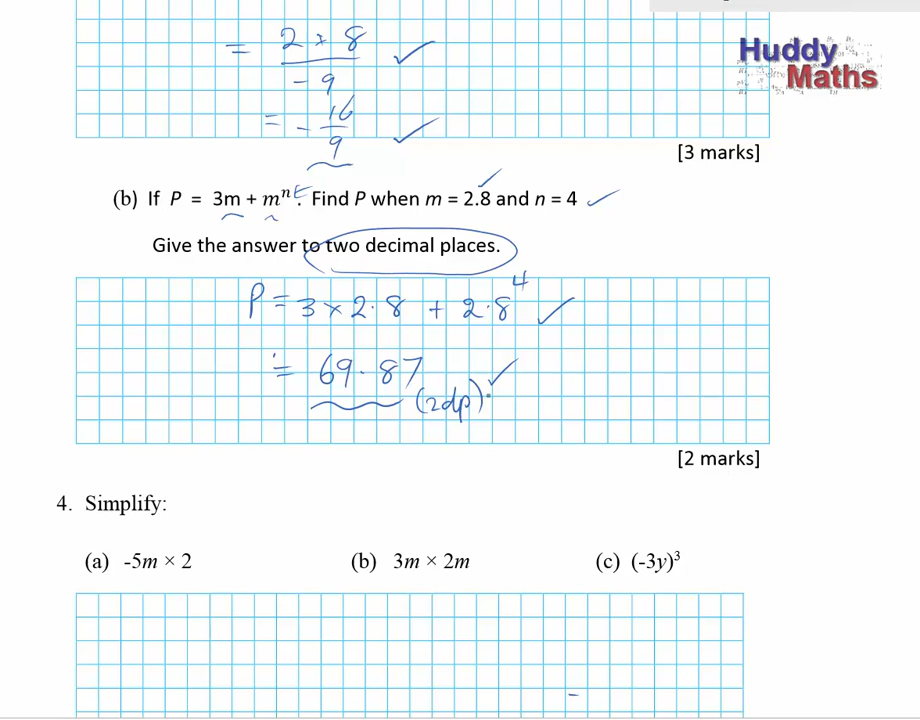 = 2 × 8
- 9
= - 16
9
Huddy
Maths
[3 marks]
(b) If P = 3m + mⁿ. Find P when m = 2.8 and n = 4
Give the answer to two decimal places.
P = 3 × 2.8 + 2.8⁴
= 69.87
(2dp).
[2 marks]
4. Simplify:
(a) -5m × 2 (b) 3m × 2m (c) (-3y)³